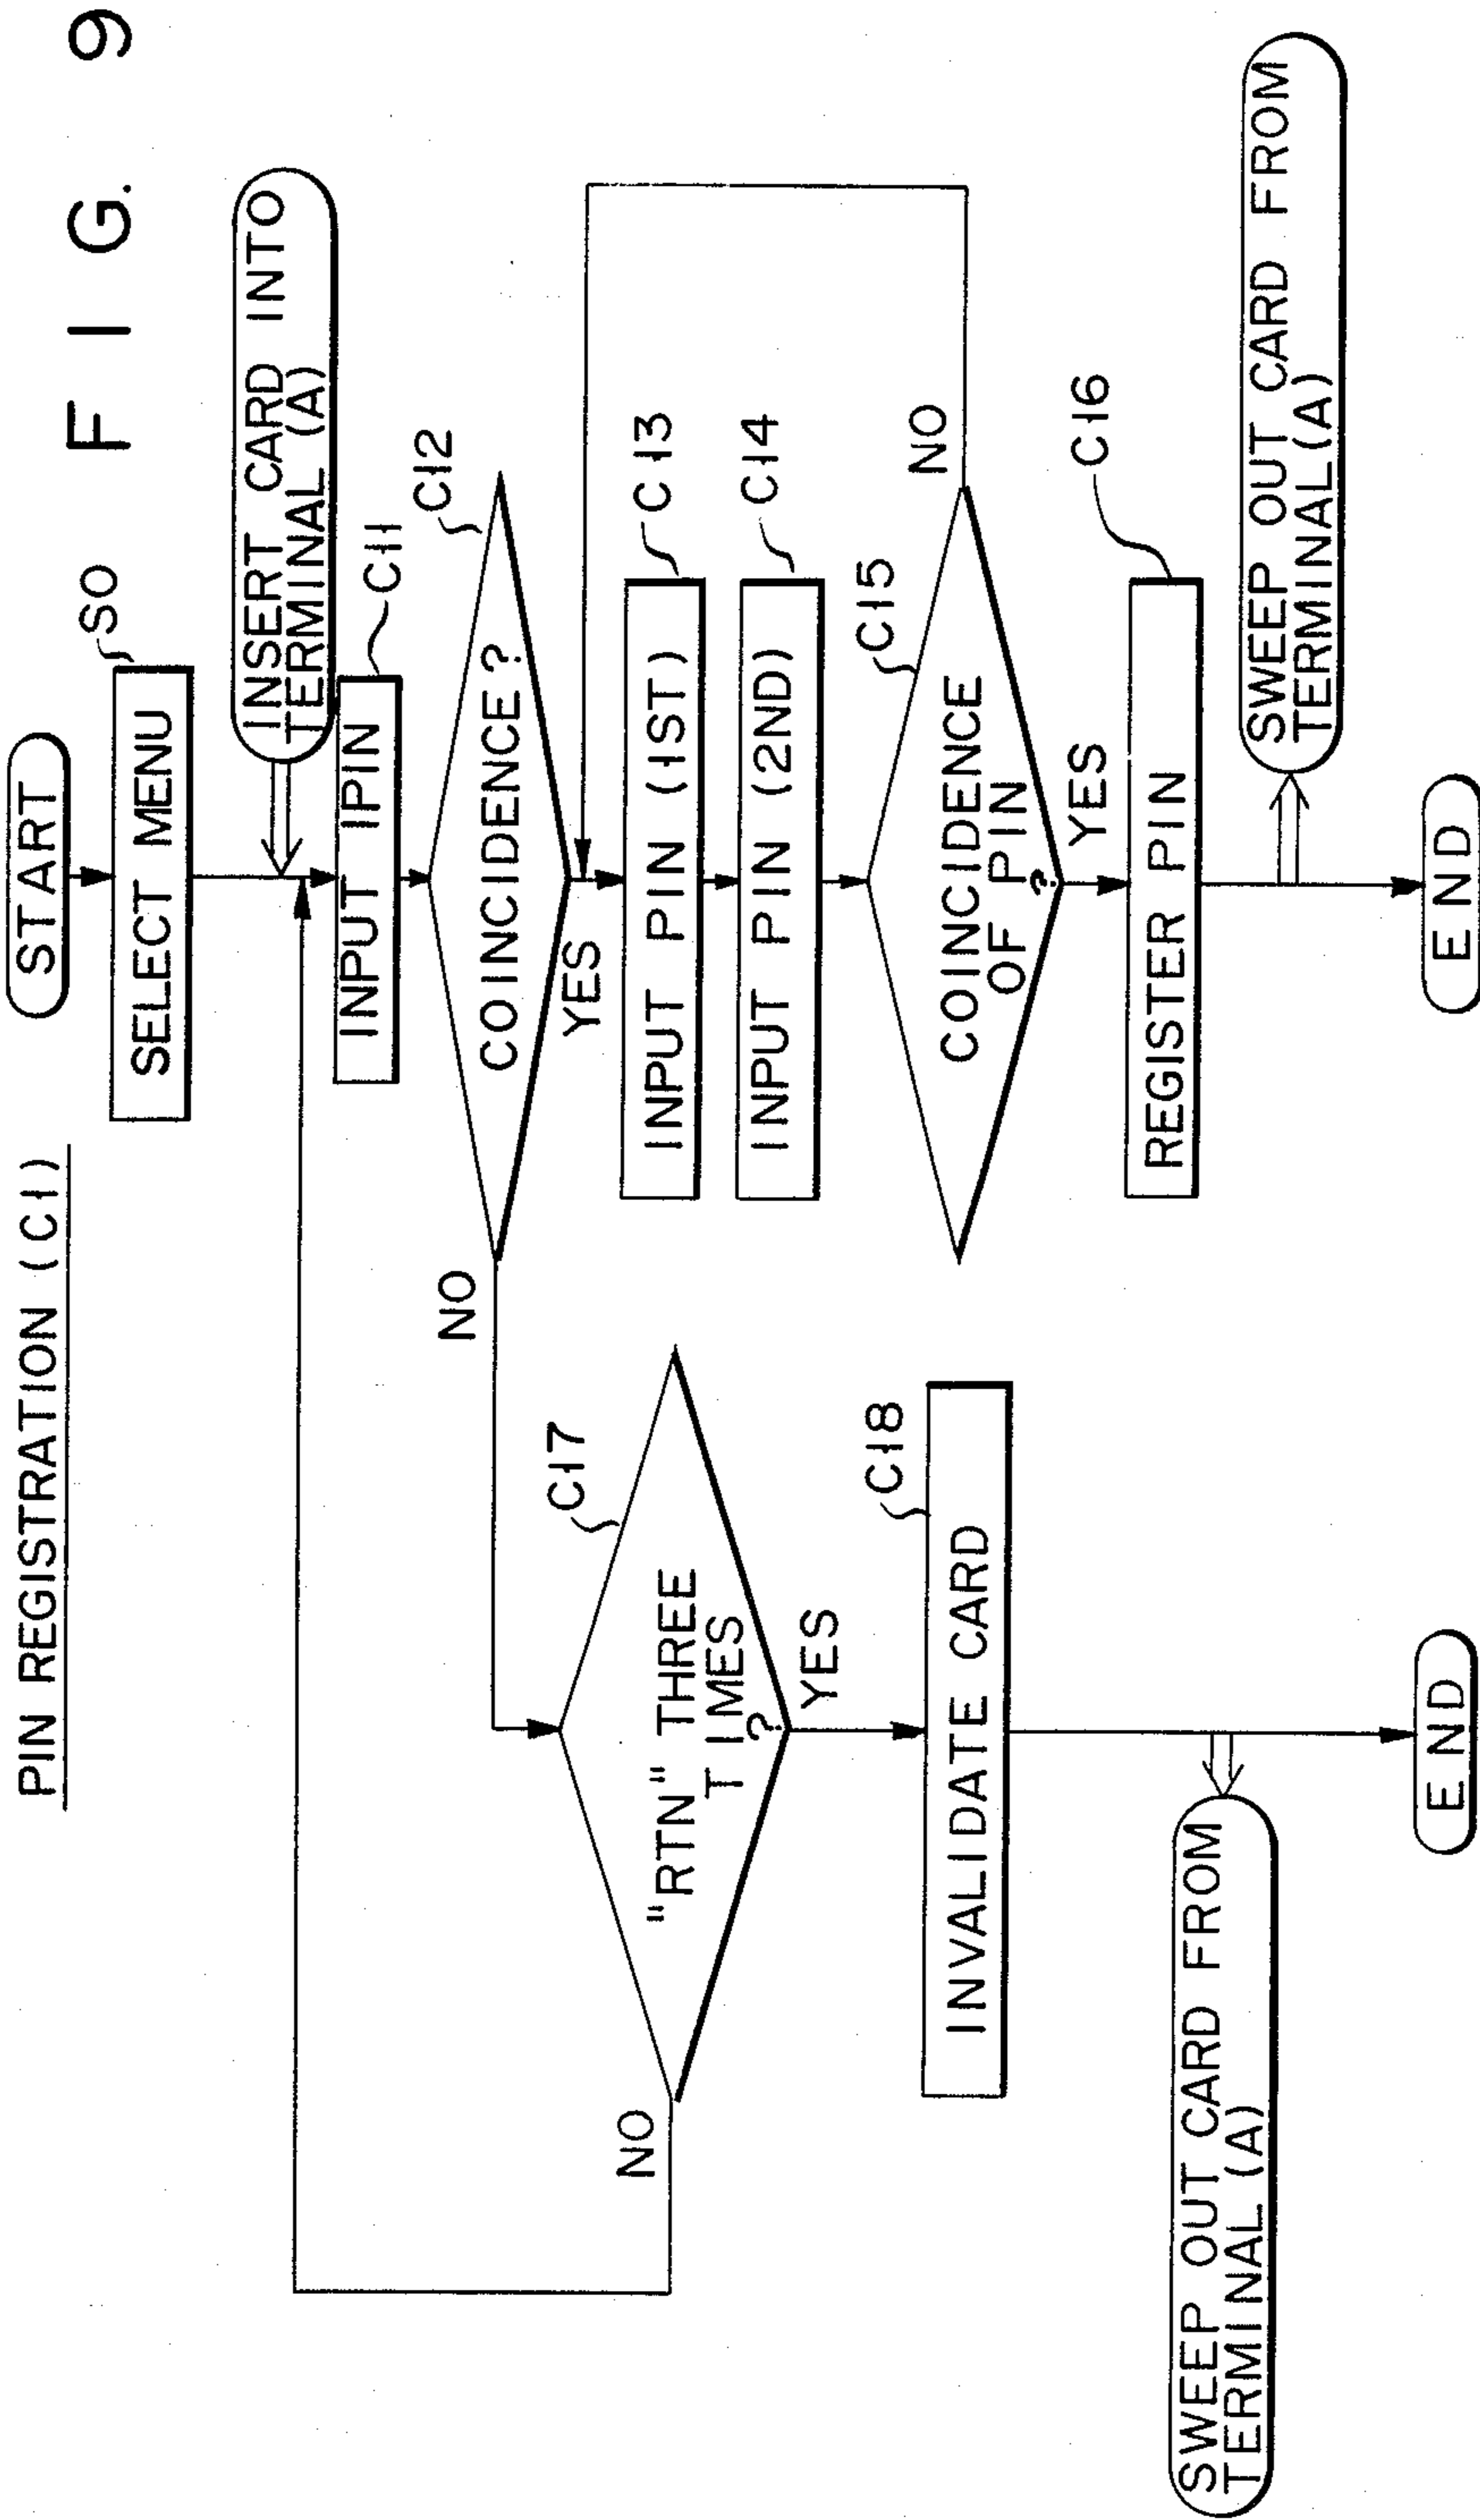 F I G. 9
PIN REGISTRATION (C1)
START
SELECT MENU
S0
INSERT CARD INTO
TERMINAL (A)
INPUT IPIN
C11
COINCIDENCE?
C12
NO
YES
INPUT PIN (1ST)
C13
INPUT PIN (2ND)
C14
COINCIDENCE
OF PIN
?
C15
NO
YES
REGISTER PIN
C16
SWEEP OUT CARD FROM
TERMINAL (A)
END
"RTN" THREE
TIMES
?
C17
NO
YES
INVALIDATE CARD
C18
SWEEP OUT CARD FROM
TERMINAL (A)
END